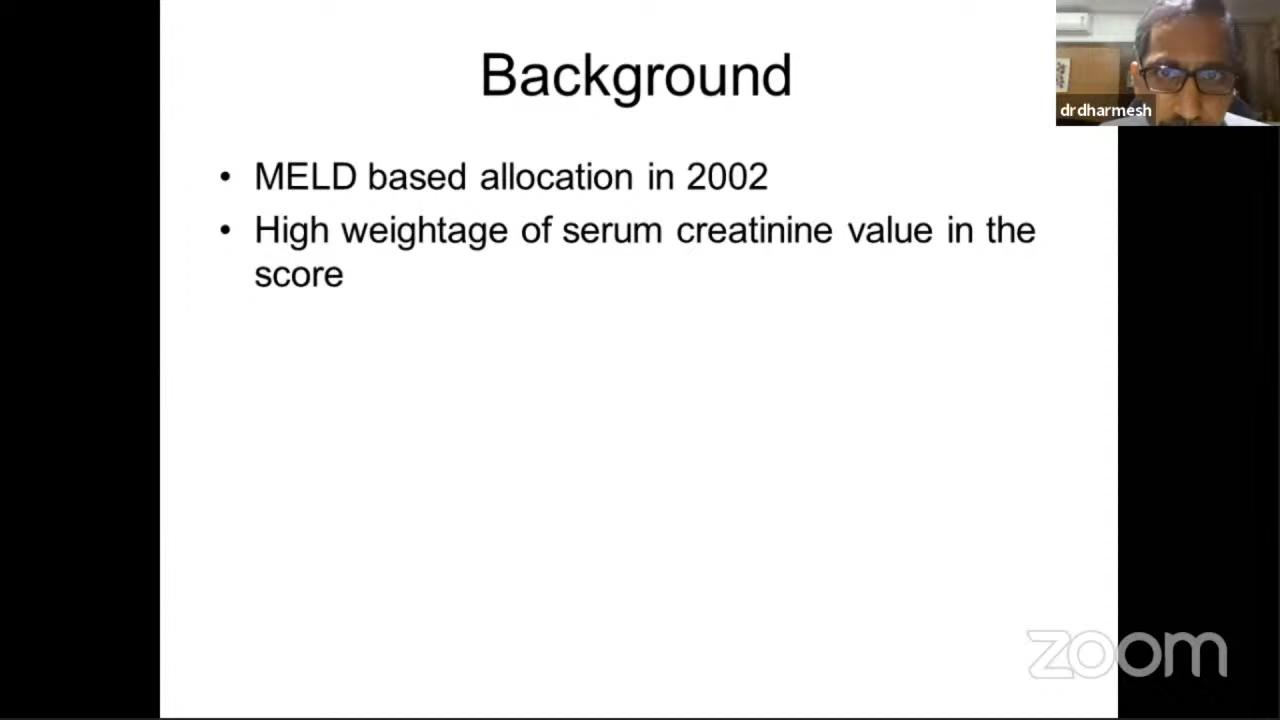 Background
drdharmesh
• MELD based allocation in 2002
• High weightage of serum creatinine value in the
score
zoom